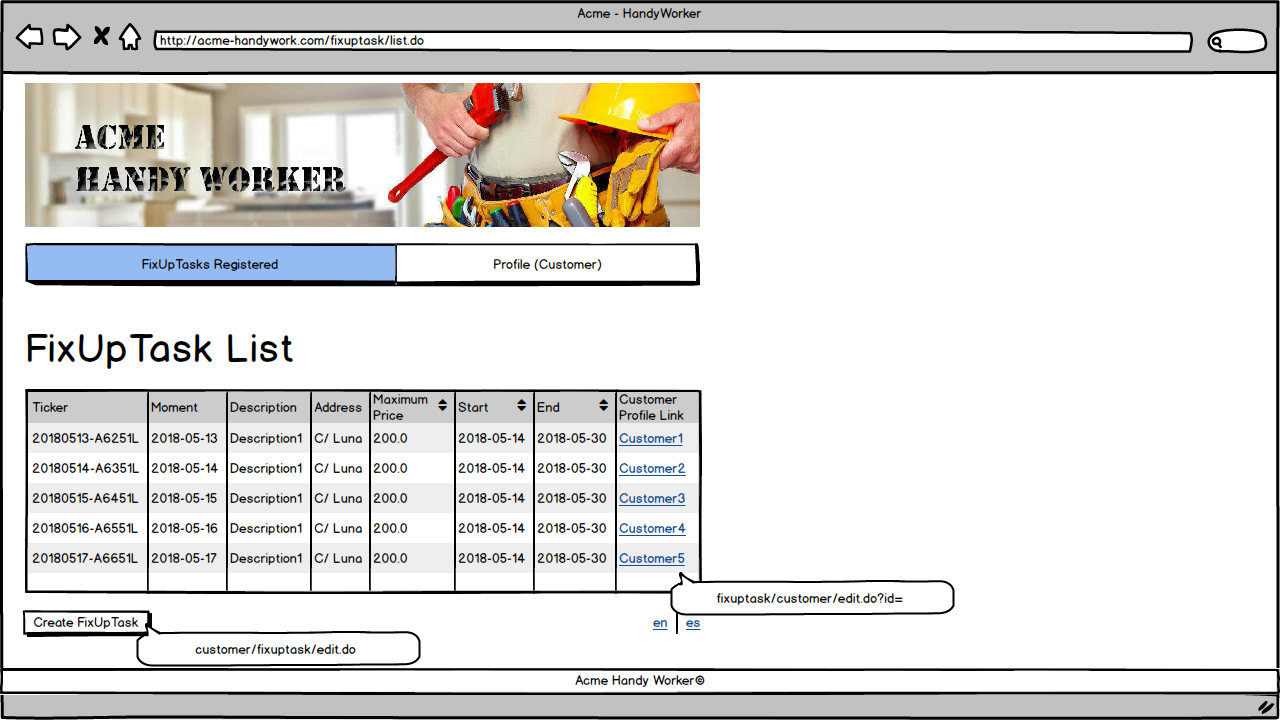 Acme - HandyWorker
http://acme-handywork.com/fixuptask/list.do
ACME
HANDY WORKER
FixUpTasks Registered Profile (Customer)
FixUpTask List
Ticker Moment Description Address Maximum Price Start End Customer Profile Link
20180513-A6251L 2018-05-13 Description1 C/ Luna 200.0 2018-05-14 2018-05-30 Customer1
20180514-A6351L 2018-05-14 Description1 C/ Luna 200.0 2018-05-14 2018-05-30 Customer2
20180515-A6451L 2018-05-15 Description1 C/ Luna 200.0 2018-05-14 2018-05-30 Customer3
20180516-A6551L 2018-05-16 Description1 C/ Luna 200.0 2018-05-14 2018-05-30 Customer4
20180517-A6651L 2018-05-17 Description1 C/ Luna 200.0 2018-05-14 2018-05-30 Customer5
fixuptask/customer/edit.do?id=
Create FixUpTask en es
customer/fixuptask/edit.do
Acme Handy Worker©